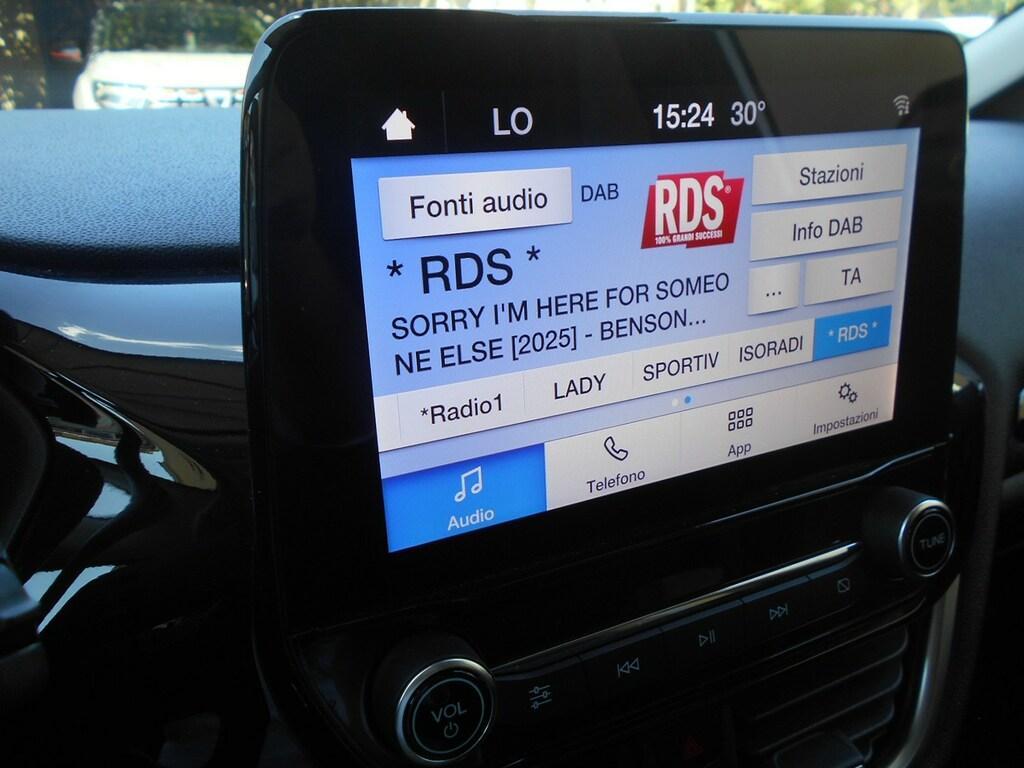 LO 15:24 30°
Fonti audio DAB RDS® Stazioni
100% GRANDI SUCCESSI
Info DAB
* RDS *
... TA
SORRY I'M HERE FOR SOMEO
NE ELSE [2025] - BENSON...
*Radio1 LADY SPORTIV ISORADI * RDS *
Audio Telefono App Impostazioni
TUNE
VOL